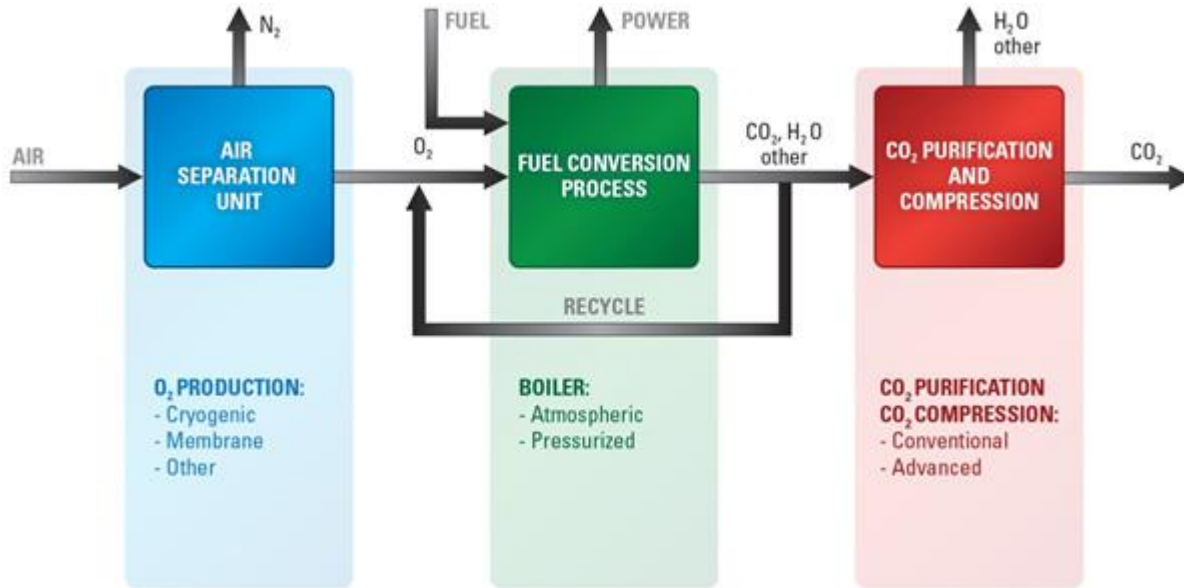 N₂
FUEL
POWER
H₂O
other
AIR
AIR
SEPARATION
UNIT
O₂
FUEL CONVERSION
PROCESS
CO₂, H₂O
other
CO₂ PURIFICATION
AND
COMPRESSION
CO₂
RECYCLE
O₂ PRODUCTION:
- Cryogenic
- Membrane
- Other
BOILER:
- Atmospheric
- Pressurized
CO₂ PURIFICATION
CO₂ COMPRESSION:
- Conventional
- Advanced